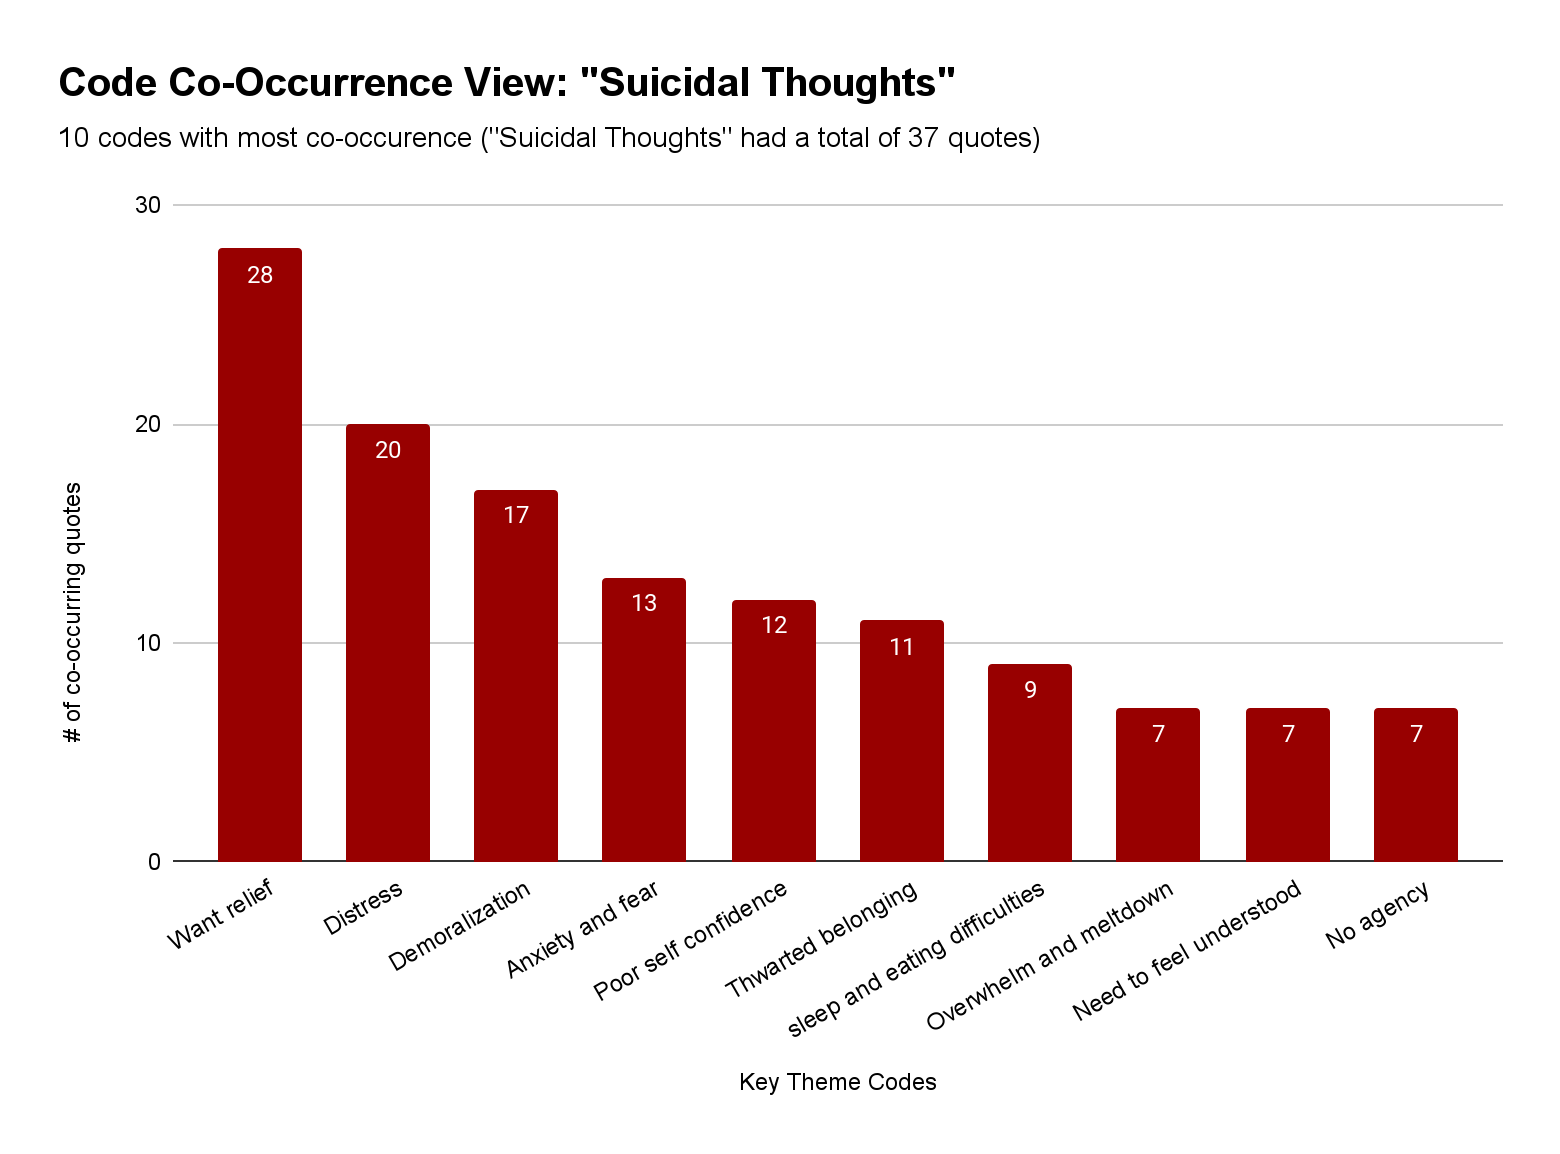 Code Co-Occurrence View: "Suicidal Thoughts"
10 codes with most co-occurence ("Suicidal Thoughts" had a total of 37 quotes)
30
20
10
0
# of co-occurring quotes
28
20
17
13
12
11
9
7
7
7
Want relief
Distress
Demoralization
Anxiety and fear
Poor self confidence
Thwarted belonging
sleep and eating difficulties
Overwhelm and meltdown
Need to feel understood
No agency
Key Theme Codes